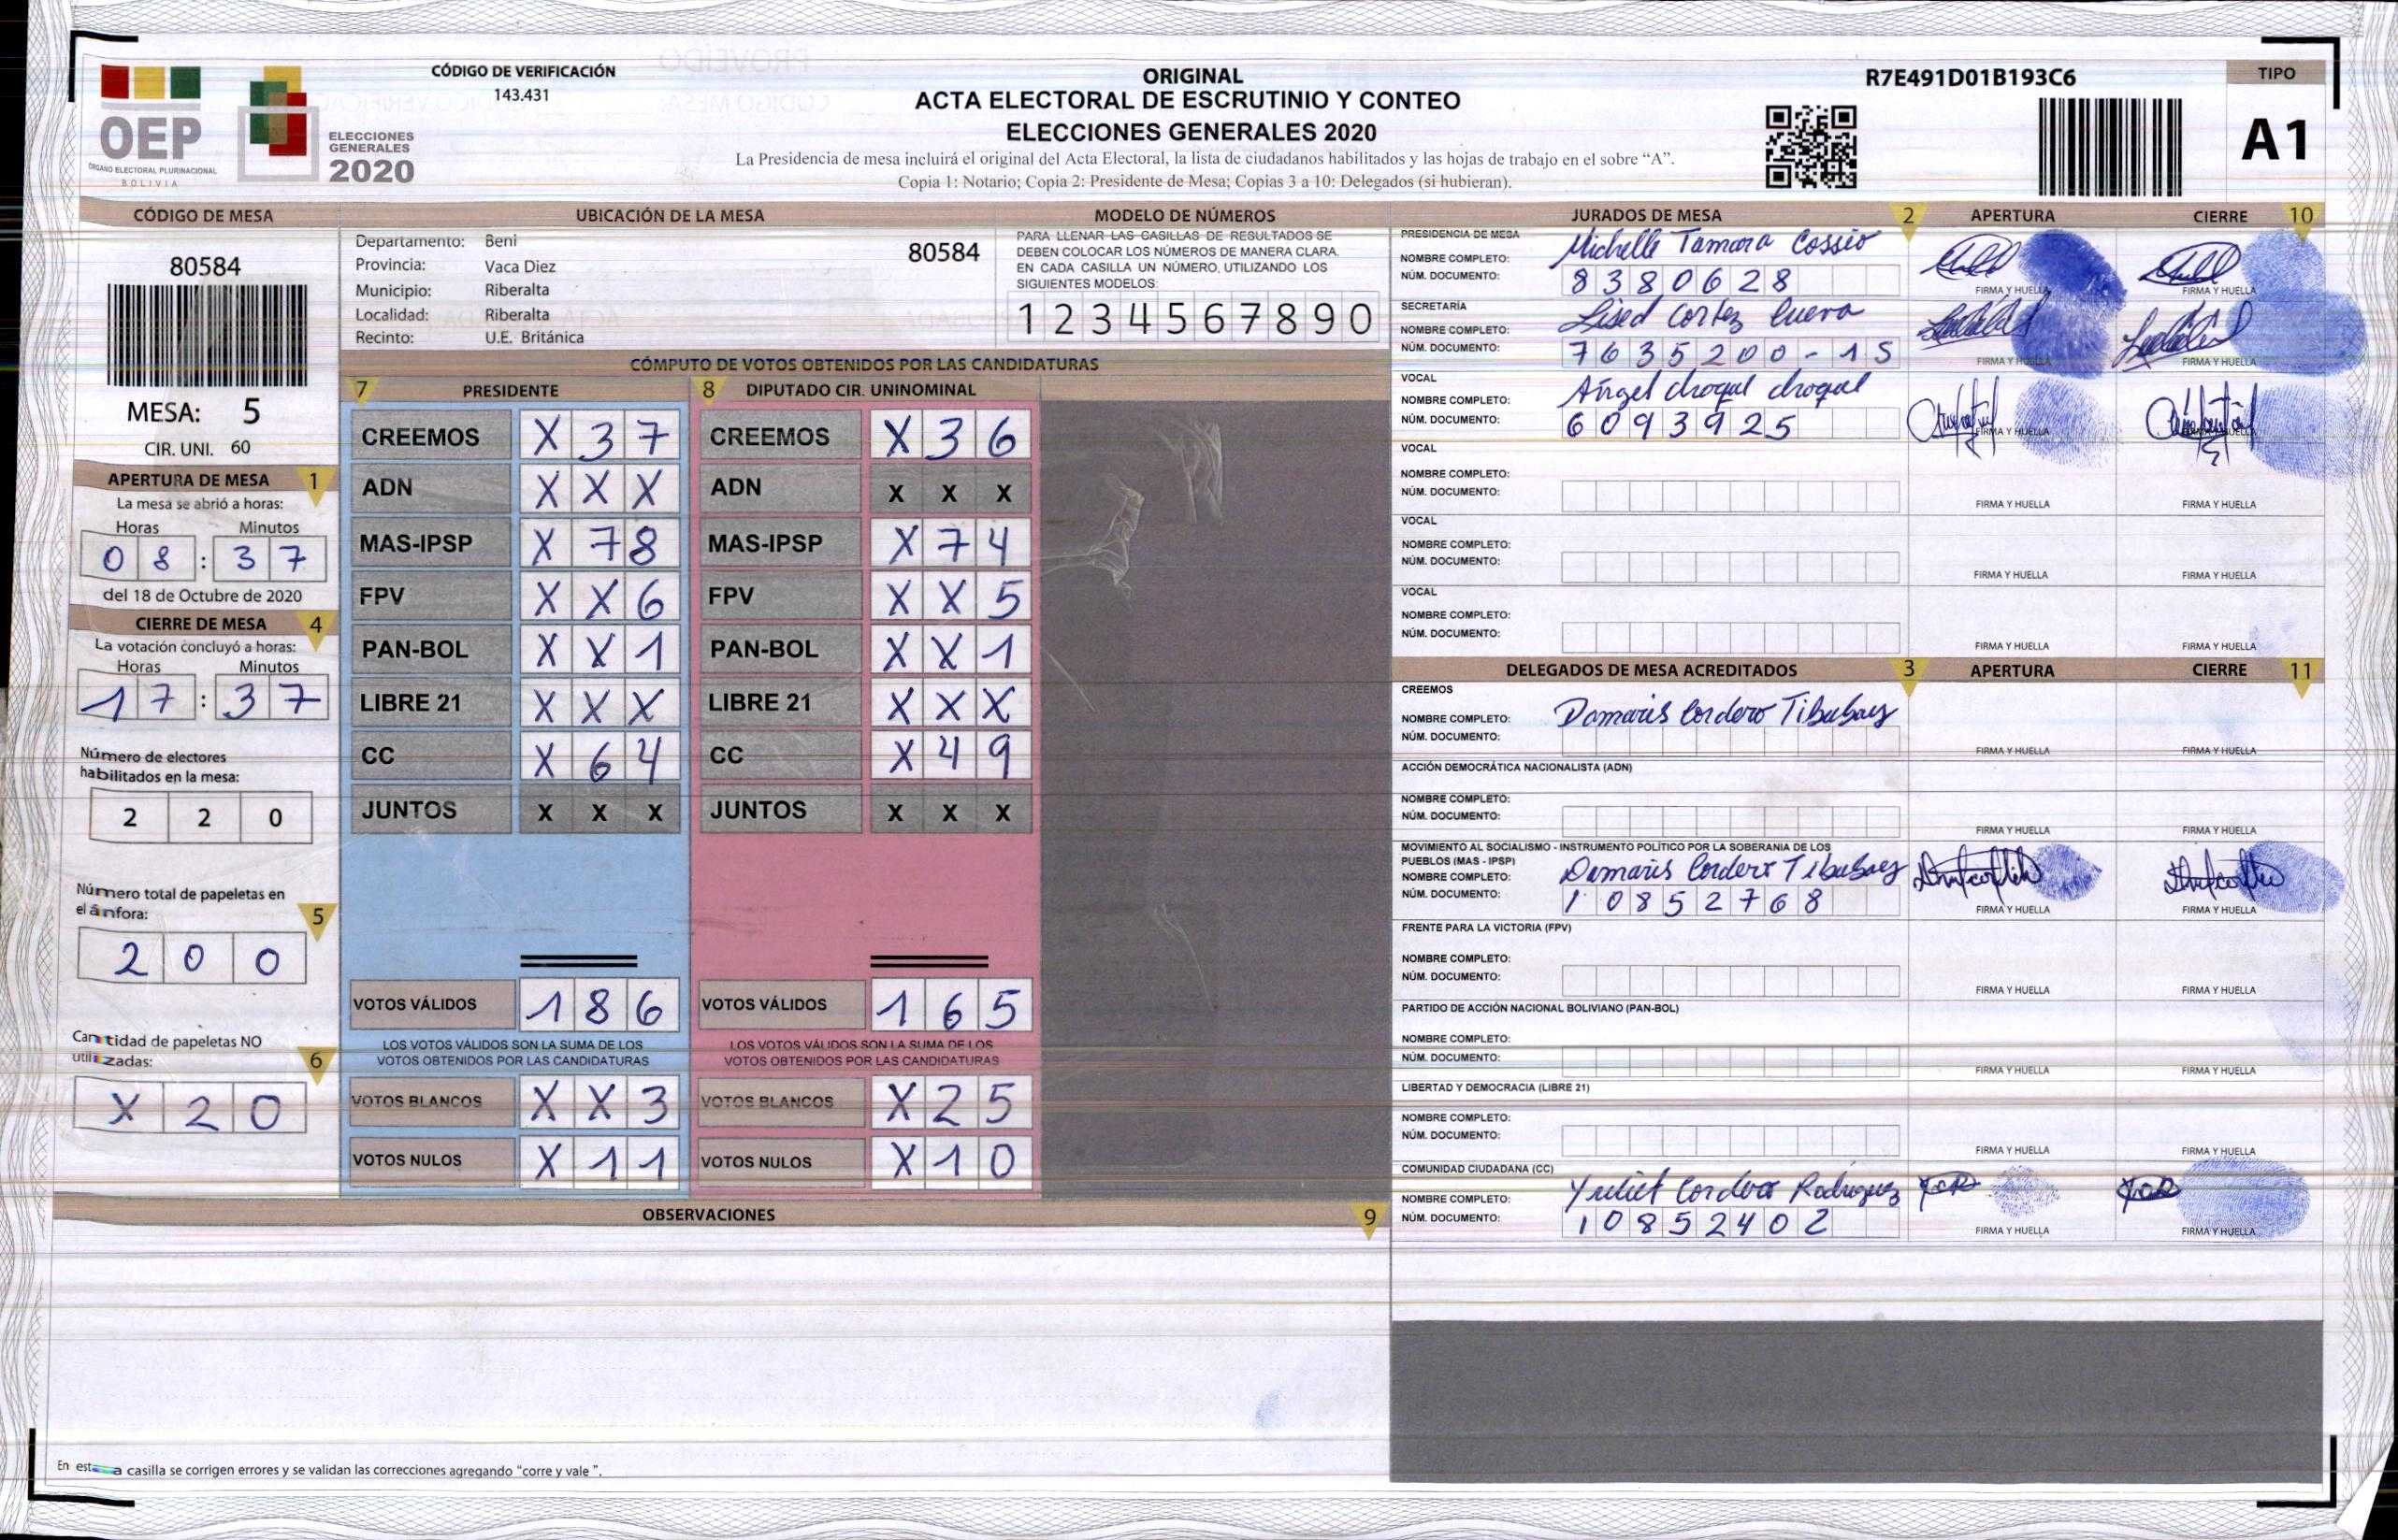 CÓDIGO DE VERIFICACIÓN
143.431
OEP
ÓRGANO ELECTORAL PLURINACIONAL
BOLIVIA
ELECCIONES
GENERALES
2020
ORIGINAL
ACTA ELECTORAL DE ESCRUTINIO Y CONTEO
ELECCIONES GENERALES 2020
La Presidencia de mesa incluirá el original del Acta Electoral, la lista de ciudadanos habilitados y las hojas de trabajo en el sobre “A”.
Copia 1: Notario; Copia 2: Presidente de Mesa; Copias 3 a 10: Delegados (si hubieran).
R7E491D01B193C6
TIPO
A1
CÓDIGO DE MESA
80584
MESA: 5
CIR. UNI. 60
APERTURA DE MESA 1
La mesa se abrió a horas:
Horas Minutos
0 8 : 3 7
del 18 de Octubre de 2020
CIERRE DE MESA 4
La votación concluyó a horas:
Horas Minutos
1 7 : 3 7
Número de electores
habilitados en la mesa:
2 2 0
Número total de papeletas en
el ánfora: 5
2 0 0
Cantidad de papeletas NO
utilizadas: 6
X 2 0
UBICACIÓN DE LA MESA
Departamento: Beni
80584
Provincia: Vaca Diez
Municipio: Riberalta
Localidad: Riberalta
Recinto: U.E. Británica
MODELO DE NÚMEROS
PARA LLENAR LAS CASILLAS DE RESULTADOS SE
DEBEN COLOCAR LOS NÚMEROS DE MANERA CLARA.
EN CADA CASILLA UN NÚMERO, UTILIZANDO LOS
SIGUIENTES MODELOS:
1 2 3 4 5 6 7 8 9 0
CÓMPUTO DE VOTOS OBTENIDOS POR LAS CANDIDATURAS
7 PRESIDENTE
CREEMOS X 3 7
ADN X X X
MAS-IPSP X 7 8
FPV X X 6
PAN-BOL X X 1
LIBRE 21 X X X
CC X 6 4
JUNTOS X X X
VOTOS VÁLIDOS 1 8 6
LOS VOTOS VÁLIDOS SON LA SUMA DE LOS
VOTOS OBTENIDOS POR LAS CANDIDATURAS
VOTOS BLANCOS X X 3
VOTOS NULOS X 1 1
8 DIPUTADO CIR. UNINOMINAL
CREEMOS X 3 6
ADN X X X
MAS-IPSP X 7 4
FPV X X 5
PAN-BOL X X 1
LIBRE 21 X X X
CC X 4 9
JUNTOS X X X
VOTOS VÁLIDOS 1 6 5
LOS VOTOS VÁLIDOS SON LA SUMA DE LOS
VOTOS OBTENIDOS POR LAS CANDIDATURAS
VOTOS BLANCOS X 2 5
VOTOS NULOS X 1 0
OBSERVACIONES 9
En esta casilla se corrigen errores y se validan las correcciones agregando “corre y vale”.
JURADOS DE MESA 2 APERTURA CIERRE 10
PRESIDENCIA DE MESA
NOMBRE COMPLETO: Michelle Tamara Cossio
NÚM. DOCUMENTO: 8380628
FIRMA Y HUELLA FIRMA Y HUELLA
SECRETARÍA
NOMBRE COMPLETO: Lised Cortez Cuera
NÚM. DOCUMENTO: 7635200-1S
FIRMA Y HUELLA FIRMA Y HUELLA
VOCAL
NOMBRE COMPLETO: Angel choque choque
NÚM. DOCUMENTO: 6093925
FIRMA Y HUELLA FIRMA Y HUELLA
VOCAL
NOMBRE COMPLETO:
NÚM. DOCUMENTO:
FIRMA Y HUELLA FIRMA Y HUELLA
VOCAL
NOMBRE COMPLETO:
NÚM. DOCUMENTO:
FIRMA Y HUELLA FIRMA Y HUELLA
VOCAL
NOMBRE COMPLETO:
NÚM. DOCUMENTO:
FIRMA Y HUELLA FIRMA Y HUELLA
DELEGADOS DE MESA ACREDITADOS 3 APERTURA CIERRE 11
CREEMOS
NOMBRE COMPLETO: Damaris Cordero Tibubay
NÚM. DOCUMENTO:
FIRMA Y HUELLA FIRMA Y HUELLA
ACCIÓN DEMOCRÁTICA NACIONALISTA (ADN)
NOMBRE COMPLETO:
NÚM. DOCUMENTO:
FIRMA Y HUELLA FIRMA Y HUELLA
MOVIMIENTO AL SOCIALISMO - INSTRUMENTO POLÍTICO POR LA SOBERANIA DE LOS
PUEBLOS (MAS - IPSP)
NOMBRE COMPLETO: Damaris Cordero Tibubay
NÚM. DOCUMENTO: 10852768
FIRMA Y HUELLA FIRMA Y HUELLA
FRENTE PARA LA VICTORIA (FPV)
NOMBRE COMPLETO:
NÚM. DOCUMENTO:
FIRMA Y HUELLA FIRMA Y HUELLA
PARTIDO DE ACCIÓN NACIONAL BOLIVIANO (PAN-BOL)
NOMBRE COMPLETO:
NÚM. DOCUMENTO:
FIRMA Y HUELLA FIRMA Y HUELLA
LIBERTAD Y DEMOCRACIA (LIBRE 21)
NOMBRE COMPLETO:
NÚM. DOCUMENTO:
FIRMA Y HUELLA FIRMA Y HUELLA
COMUNIDAD CIUDADANA (CC)
NOMBRE COMPLETO: Yuliet Cordova Rodriguez
NÚM. DOCUMENTO: 10852402
FIRMA Y HUELLA FIRMA Y HUELLA